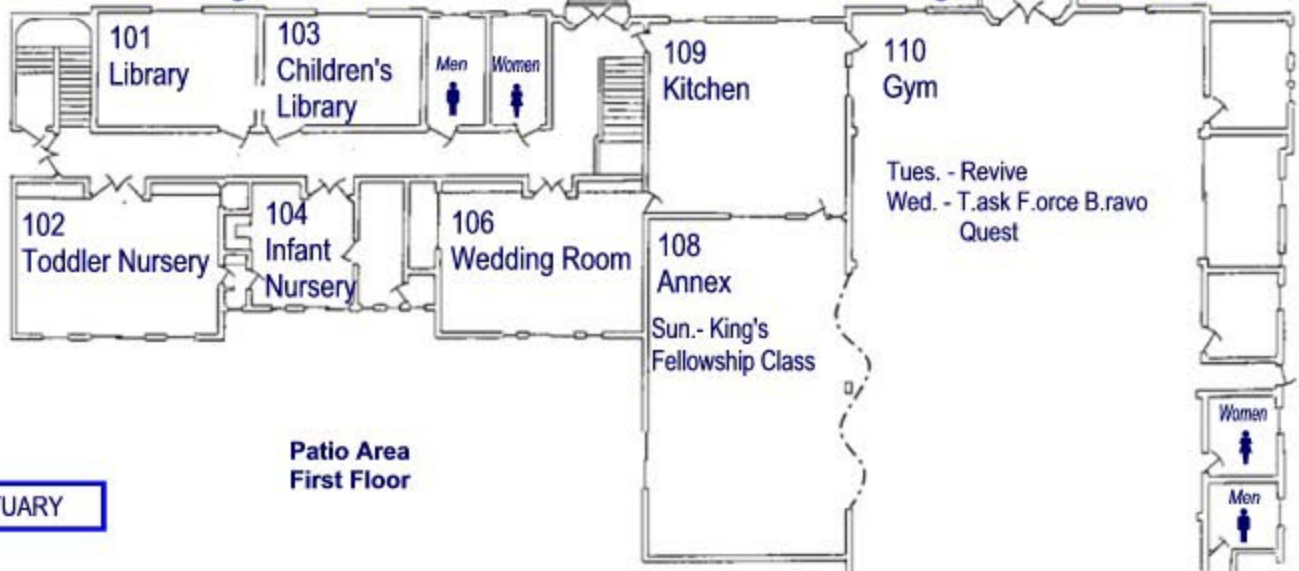 101
Library
103
Children's
Library
Men
Women
109
Kitchen
110
Gym
Tues. - Revive
Wed. - T.ask F.orce B.ravo
Quest
102
Toddler Nursery
104
Infant
Nursery
106
Wedding Room
108
Annex
Sun.- King's
Fellowship Class
Patio Area
First Floor
UARY
Women
Men